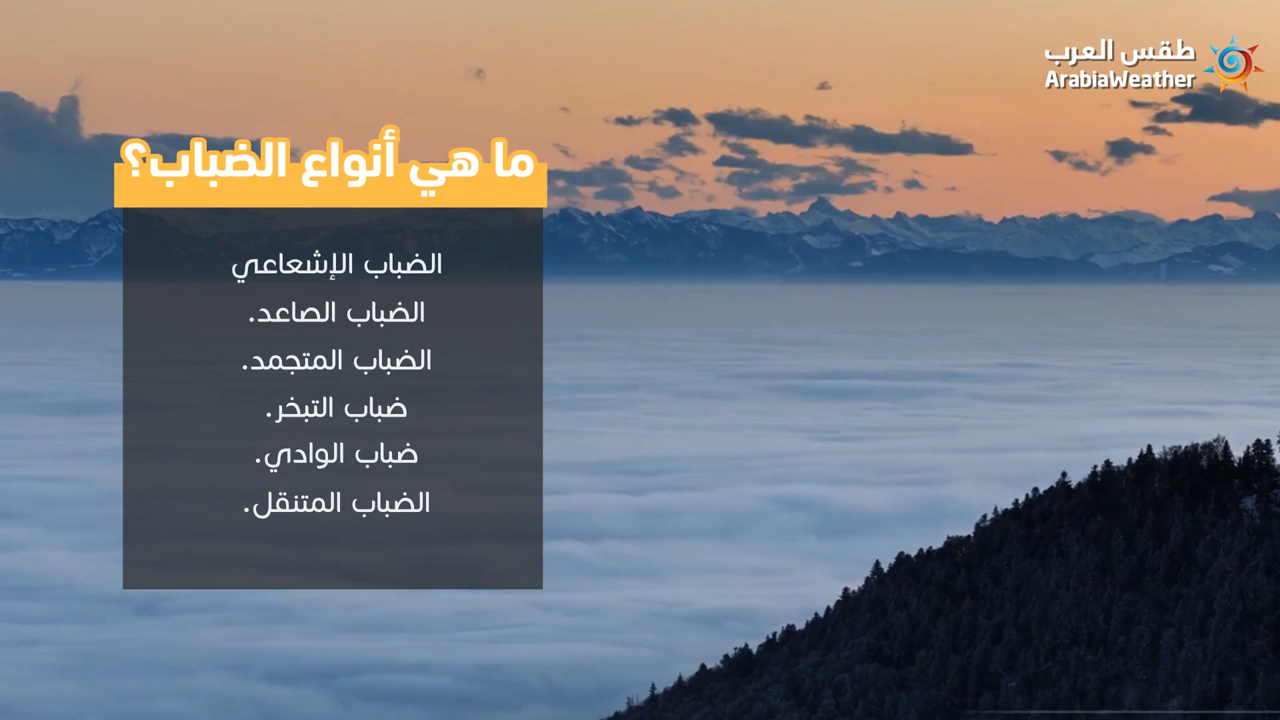 طقس العرب
ArabiaWeather
ما هي أنواع الضباب؟
الضباب الإشعاعي
الضباب الصاعد.
الضباب المتجمد.
ضباب التبخر.
ضباب الوادي.
الضباب المتنقل.